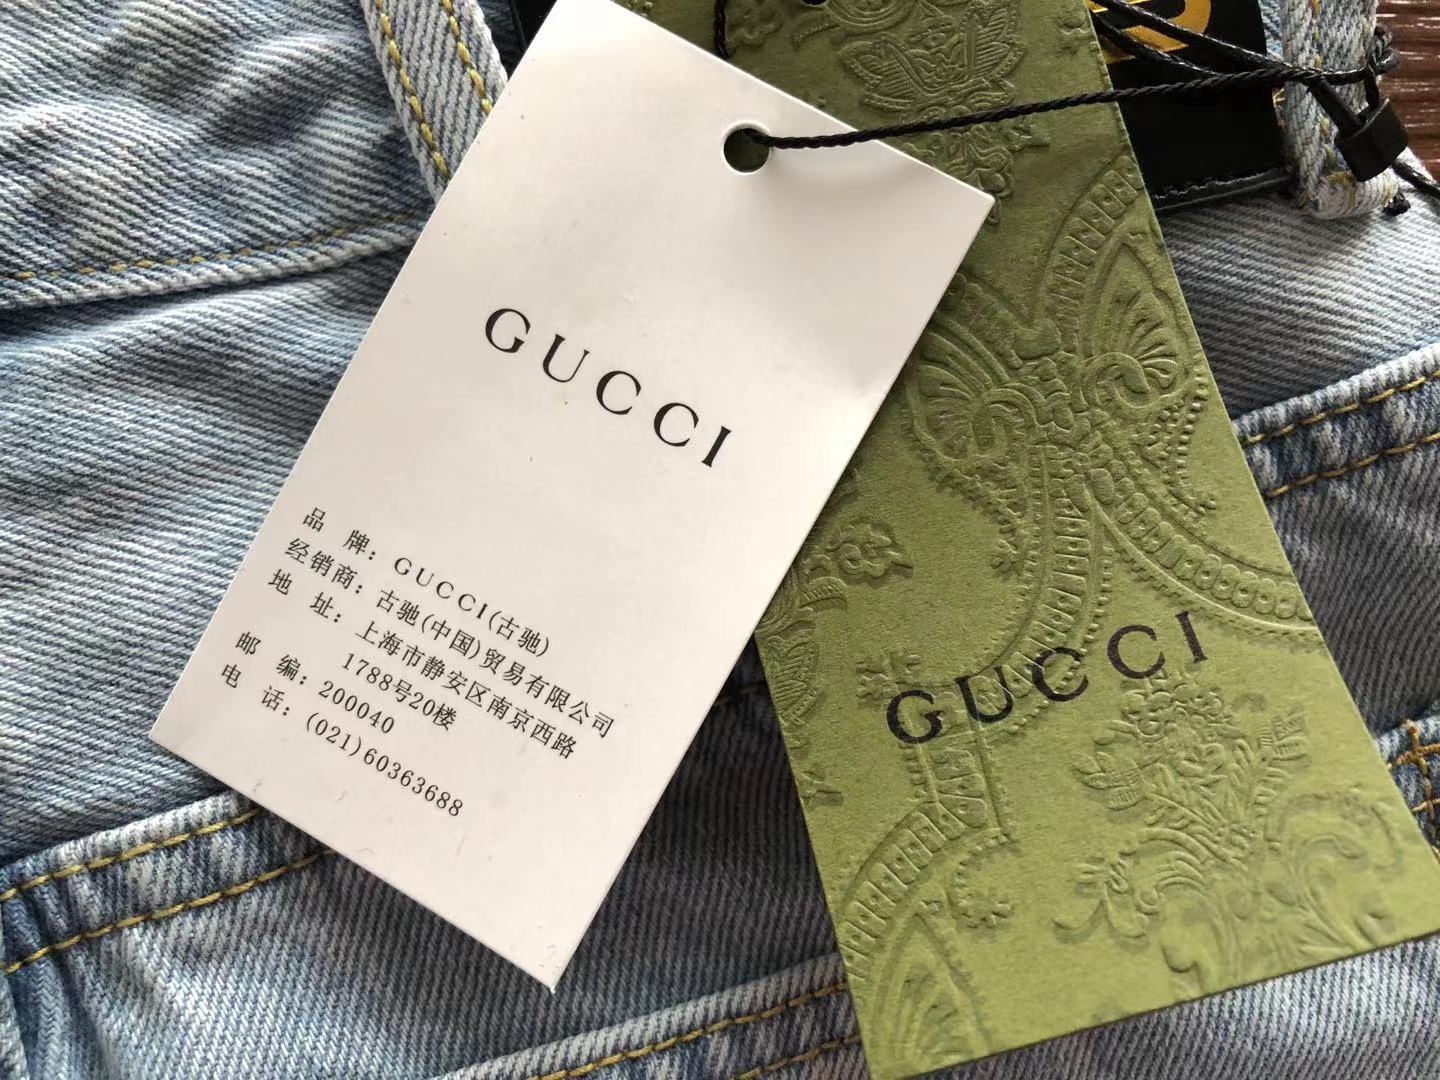 GUCCI
品 牌：GUCCI(古驰)
经销商：古驰(中国)贸易有限公司
地 址：上海市静安区南京西路
1788号20楼
邮 编：200040
电 话：(021)60363688
GUCCI